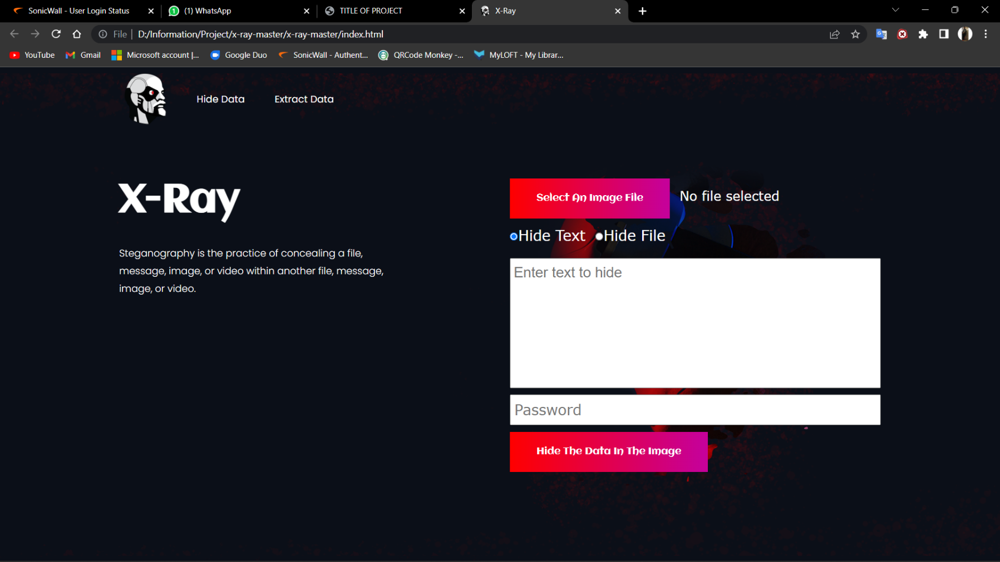 SonicWall - User Login Status
(1) WhatsApp
TITLE OF PROJECT
X-Ray
File | D:/Information/Project/x-ray-master/x-ray-master/index.html
YouTube
Gmail
Microsoft account |...
Google Duo
SonicWall - Authent...
QRCode Monkey -...
MyLOFT - My Librar...
Hide Data
Extract Data
X-Ray
Steganography is the practice of concealing a file,
message, image, or video within another file, message,
image, or video.
Select An Image File
No file selected
Hide Text
Hide File
Enter text to hide
Password
Hide The Data In The Image